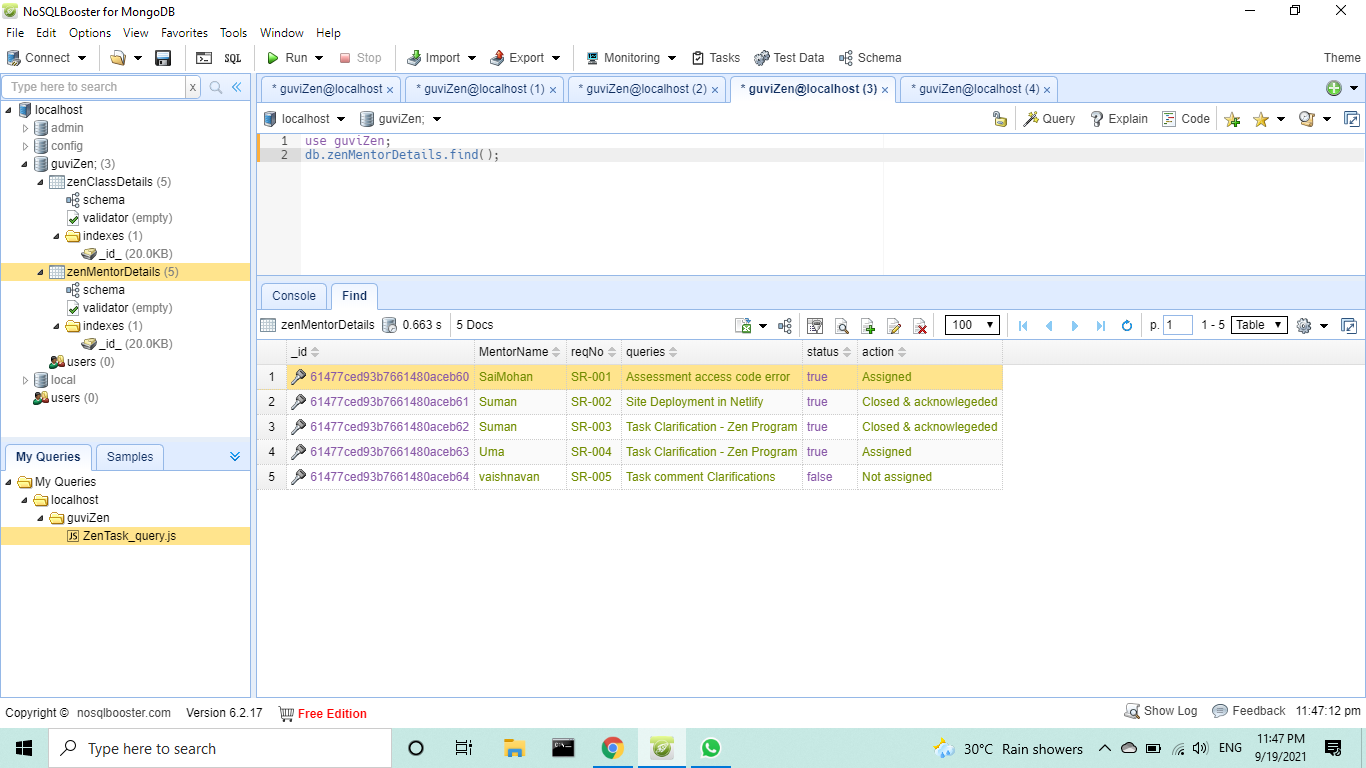 NoSQLBooster for MongoDB
File Edit Options View Favorites Tools Window Help
Connect SQL Run Stop Import Export Monitoring Tasks Test Data Schema Theme
Type here to search x
localhost
admin
config
guviZen; (3)
zenClassDetails (5)
schema
validator (empty)
indexes (1)
_id_ (20.0KB)
zenMentorDetails (5)
schema
validator (empty)
indexes (1)
_id_ (20.0KB)
users (0)
local
users (0)
My Queries Samples
My Queries
localhost
guviZen
JS ZenTask_query.js
* guviZen@localhost × * guviZen@localhost (1) × * guviZen@localhost (2) × * guviZen@localhost (3) × * guviZen@localhost (4) ×
localhost guviZen; Query Explain Code
1 use guviZen;
2 db.zenMentorDetails.find();
Console Find
zenMentorDetails 0.663 s 5 Docs 100 p. 1 1 - 5 Table
_id MentorName reqNo queries status action
1 61477ced93b7661480aceb60 SaiMohan SR-001 Assessment access code error true Assigned
2 61477ced93b7661480aceb61 Suman SR-002 Site Deployment in Netlify true Closed & acknowlegeded
3 61477ced93b7661480aceb62 Suman SR-003 Task Clarification - Zen Program true Closed & acknowlegeded
4 61477ced93b7661480aceb63 Uma SR-004 Task Clarification - Zen Program true Assigned
5 61477ced93b7661480aceb64 vaishnavan SR-005 Task comment Clarifications false Not assigned
Copyright © nosqlbooster.com Version 6.2.17 Free Edition Show Log Feedback 11:47:12 pm
Type here to search 30°C Rain showers ENG 11:47 PM
9/19/2021